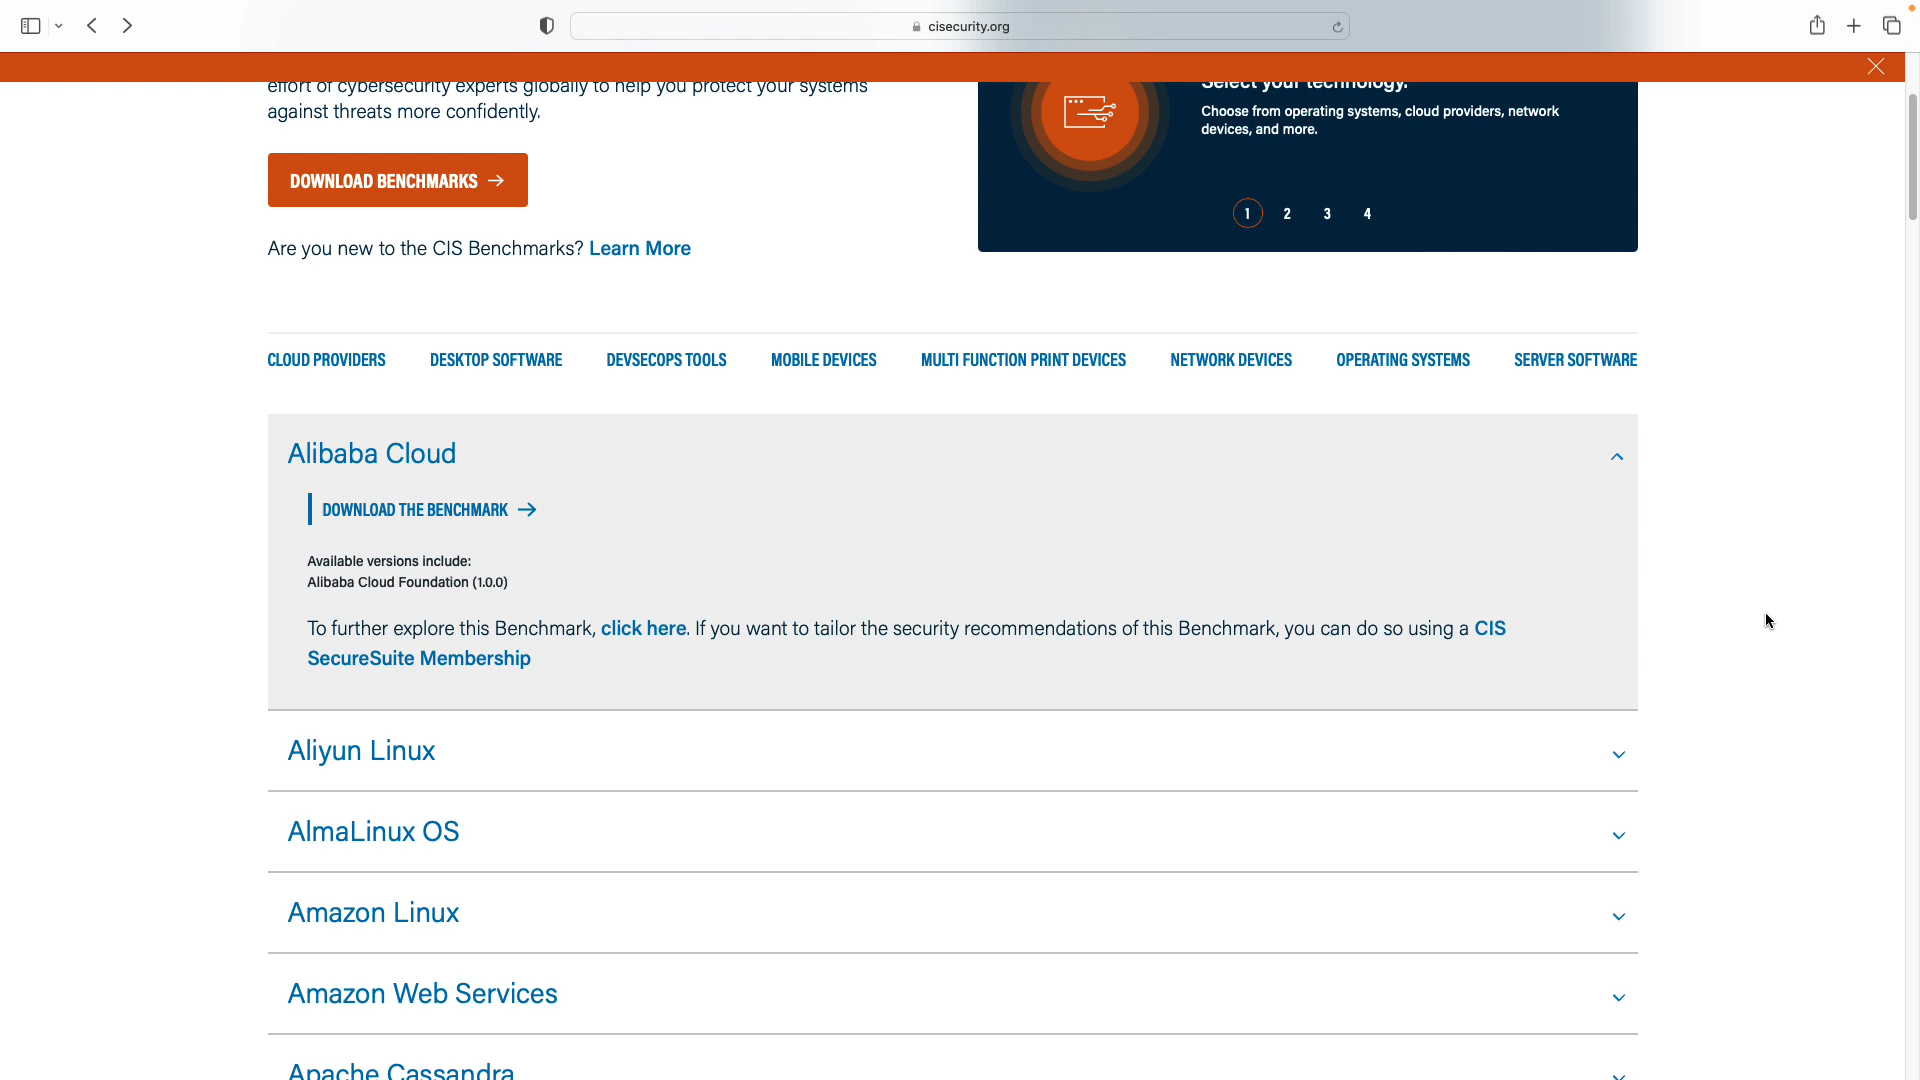 cisecurity.org
effort of cybersecurity experts globally to help you protect your systems
against threats more confidently.
DOWNLOAD BENCHMARKS →
Are you new to the CIS Benchmarks? Learn More
Select your technology.
Choose from operating systems, cloud providers, network
devices, and more.
1 2 3 4
CLOUD PROVIDERS DESKTOP SOFTWARE DEVSECOPS TOOLS MOBILE DEVICES MULTI FUNCTION PRINT DEVICES NETWORK DEVICES OPERATING SYSTEMS SERVER SOFTWARE
Alibaba Cloud
DOWNLOAD THE BENCHMARK →
Available versions include:
Alibaba Cloud Foundation (1.0.0)
To further explore this Benchmark, click here. If you want to tailor the security recommendations of this Benchmark, you can do so using a CIS
SecureSuite Membership
Aliyun Linux
AlmaLinux OS
Amazon Linux
Amazon Web Services
Apache Cassandra